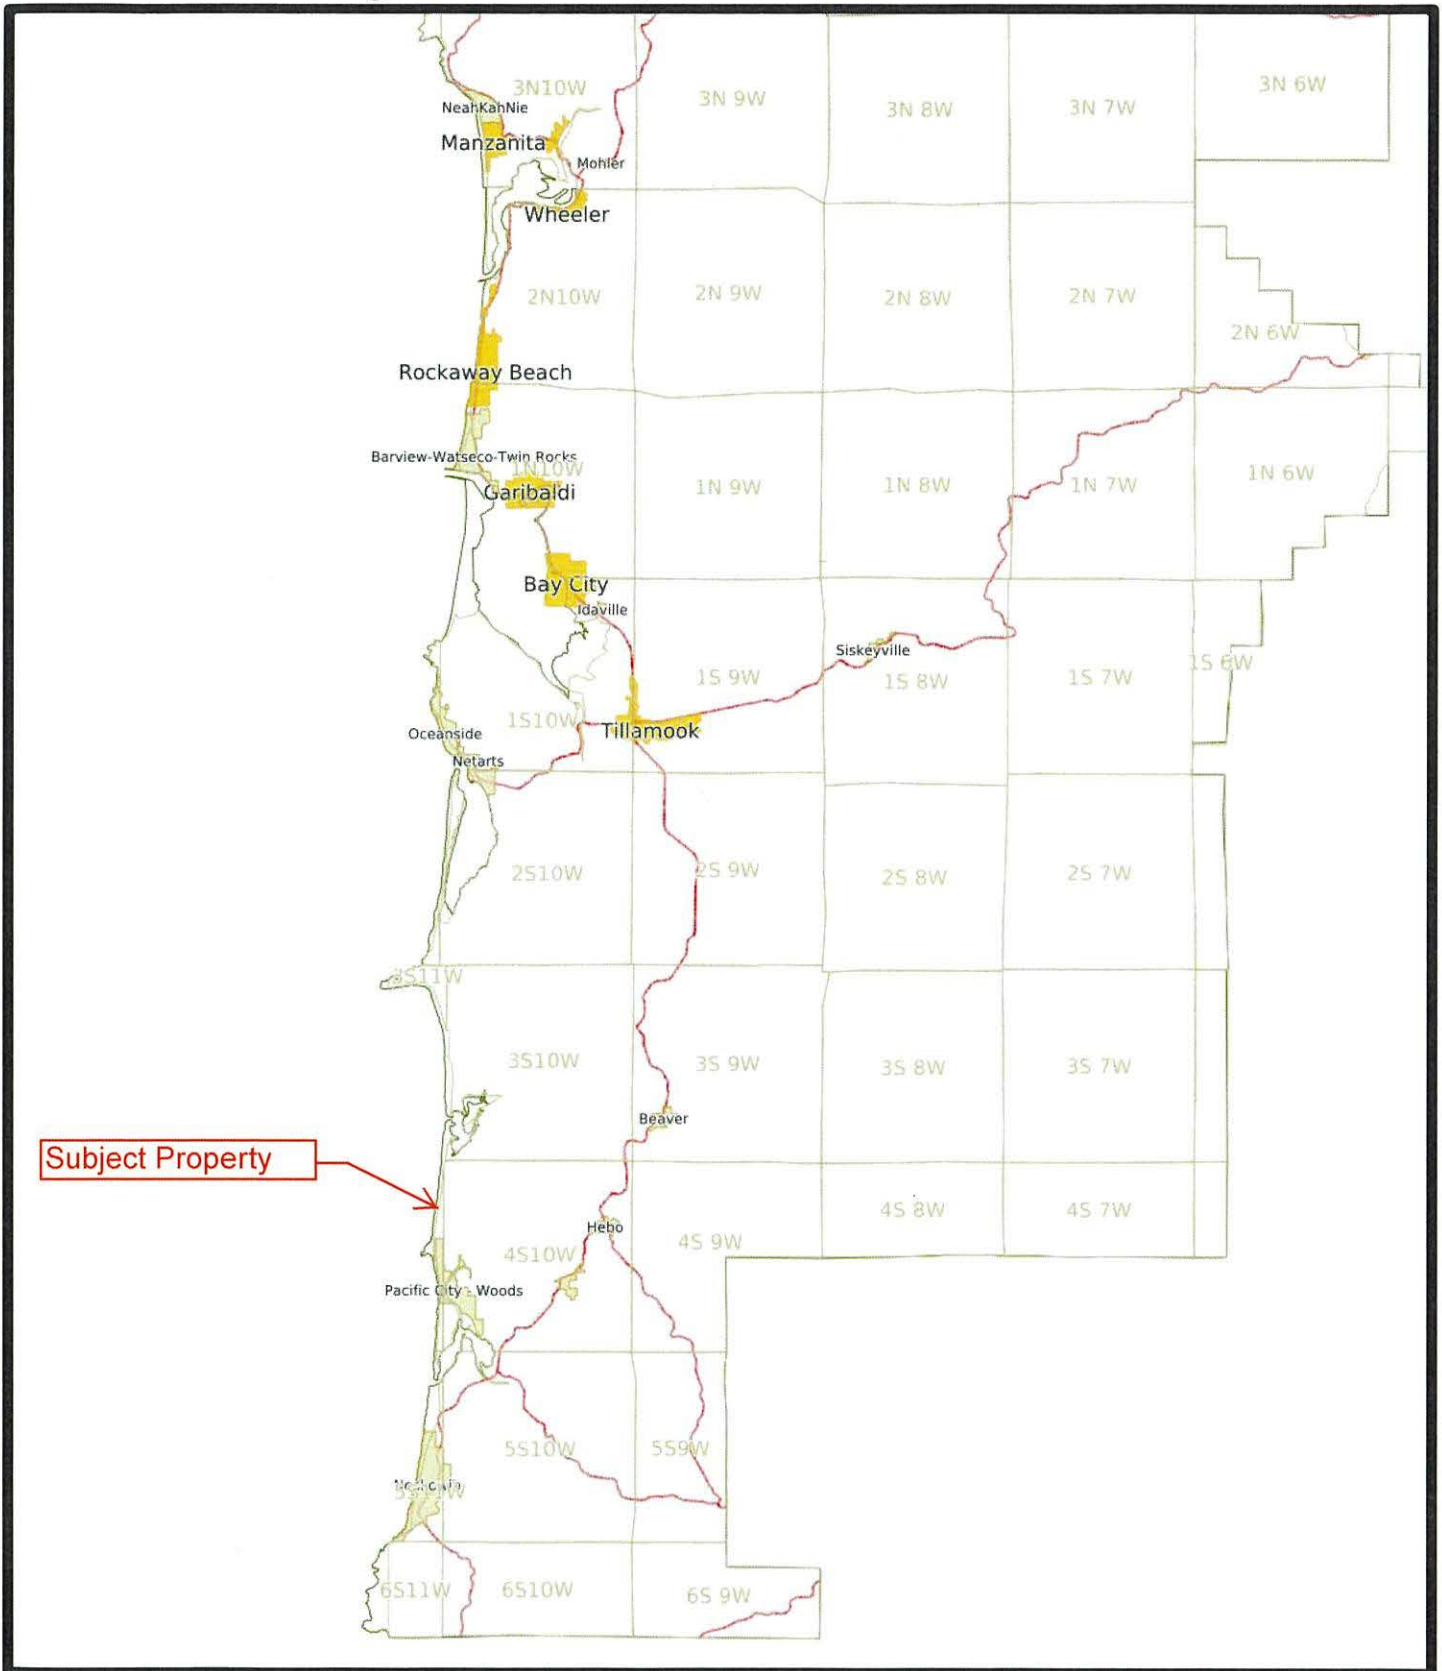 3N10W
3N 9W
3N 8W
3N 7W
3N 6W
NeahKahNie
Manzanita
Mohler
Wheeler
2N10W
2N 9W
2N 8W
2N 7W
2N 6W
Rockaway Beach
Barview-Watseco-Twin Rocks
1N10W
1N 9W
1N 8W
1N 7W
1N 6W
Garibaldi
Bay City
Idaville
Siskeyville
1S 9W
1S 8W
1S 7W
1S 6W
1S10W
Tillamook
Oceanside
Netarts
2S10W
2S 9W
2S 8W
2S 7W
3S11W
3S10W
3S 9W
3S 8W
3S 7W
Beaver
Subject Property
4S 8W
4S 7W
Hebo
4S10W
4S 9W
Pacific City - Woods
5S10W
5S9W
5S11W
6S11W
6S10W
6S 9W